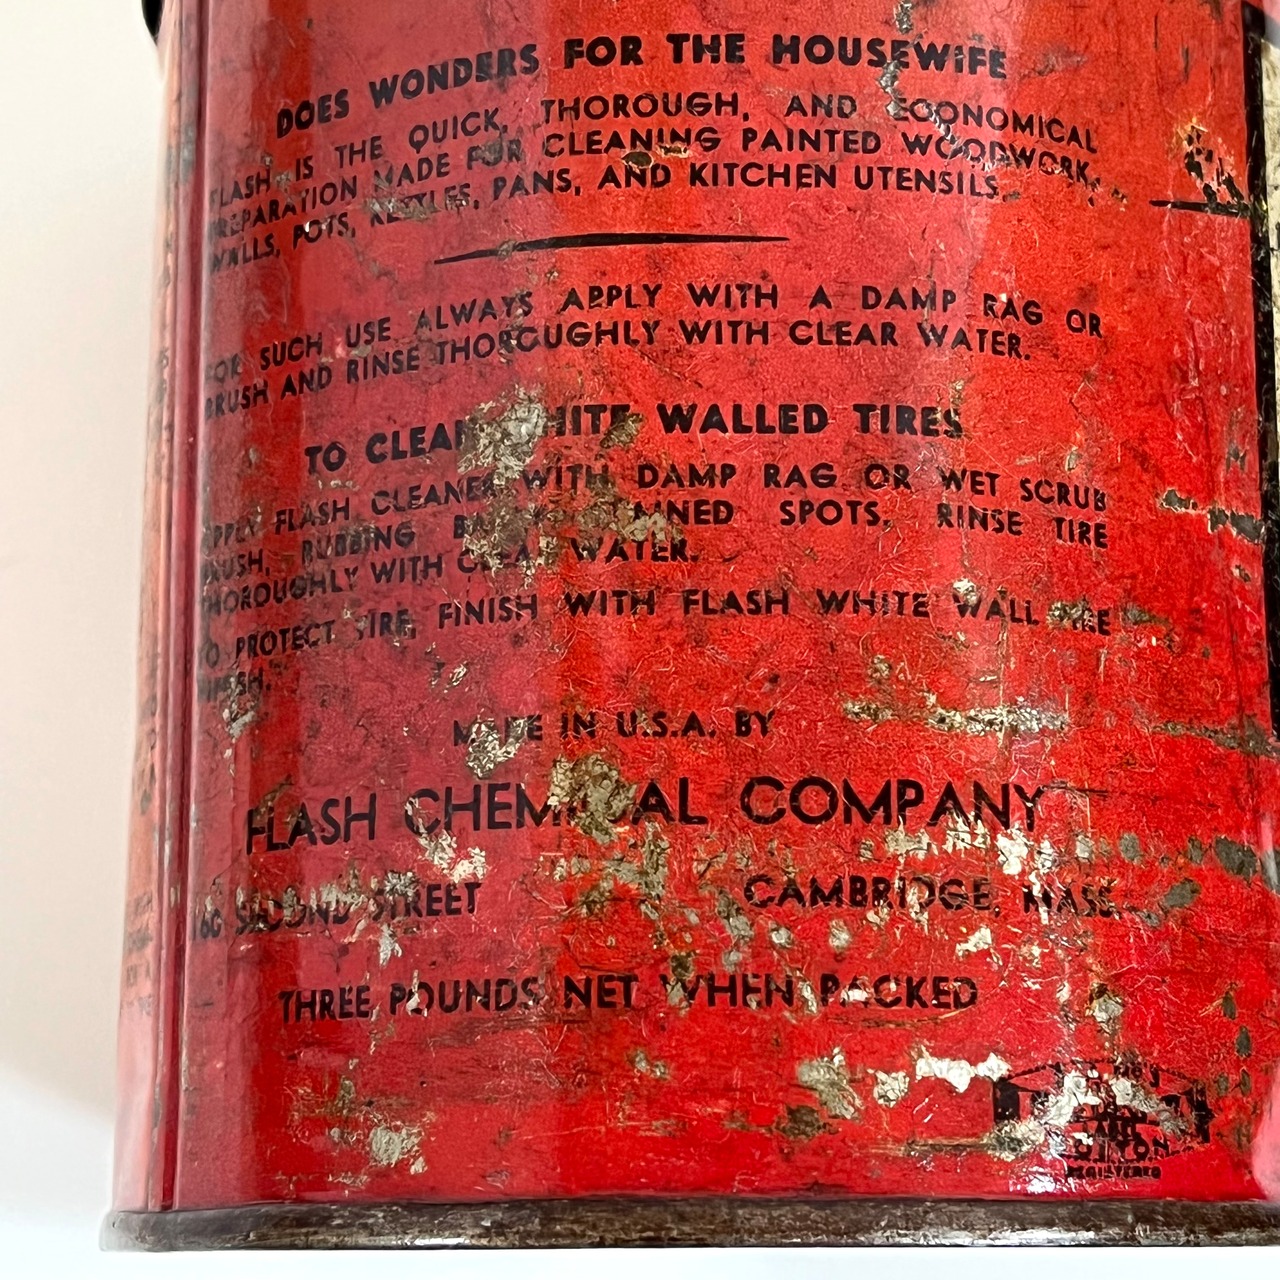 DOES WONDERS FOR THE HOUSEWIFE
FLASH IS THE QUICK, THOROUGH, AND ECONOMICAL
PREPARATION MADE FOR CLEANING PAINTED WOODWORK,
WALLS, POTS, KETTLES, PANS, AND KITCHEN UTENSILS.
FOR SUCH USE ALWAYS APPLY WITH A DAMP RAG OR
BRUSH AND RINSE THOROUGHLY WITH CLEAR WATER.
TO CLEAN WHITE WALLED TIRES
APPLY FLASH CLEANER WITH DAMP RAG OR WET SCRUB
BRUSH, RUBBING STAINED SPOTS, RINSE TIRE
THOROUGHLY WITH CLEAR WATER.
TO PROTECT TIRE, FINISH WITH FLASH WHITE WALL TIRE
FINISH.
MADE IN U.S.A. BY
FLASH CHEMICAL COMPANY
SECOND STREET CAMBRIDGE, MASS.
THREE POUNDS NET WHEN PACKED
REGISTERED